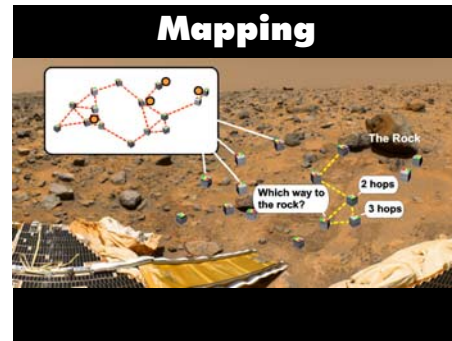 Mapping
The Rock
2 hops
Which way to
the rock?
3 hops